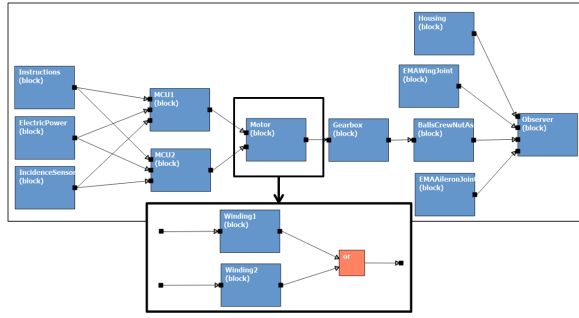 Housing
(block)
Instructions
(block)
MCU1
(block)
EMAWingJoint
(block)
ElectricPower
(block)
Motor
(block)
Gearbox
(block)
BallsCrewNutAs
(block)
Observer
(block)
MCU2
(block)
IncidenceSensor
(block)
EMAAileronJoint
(block)
Winding1
(block)
or
Winding2
(block)